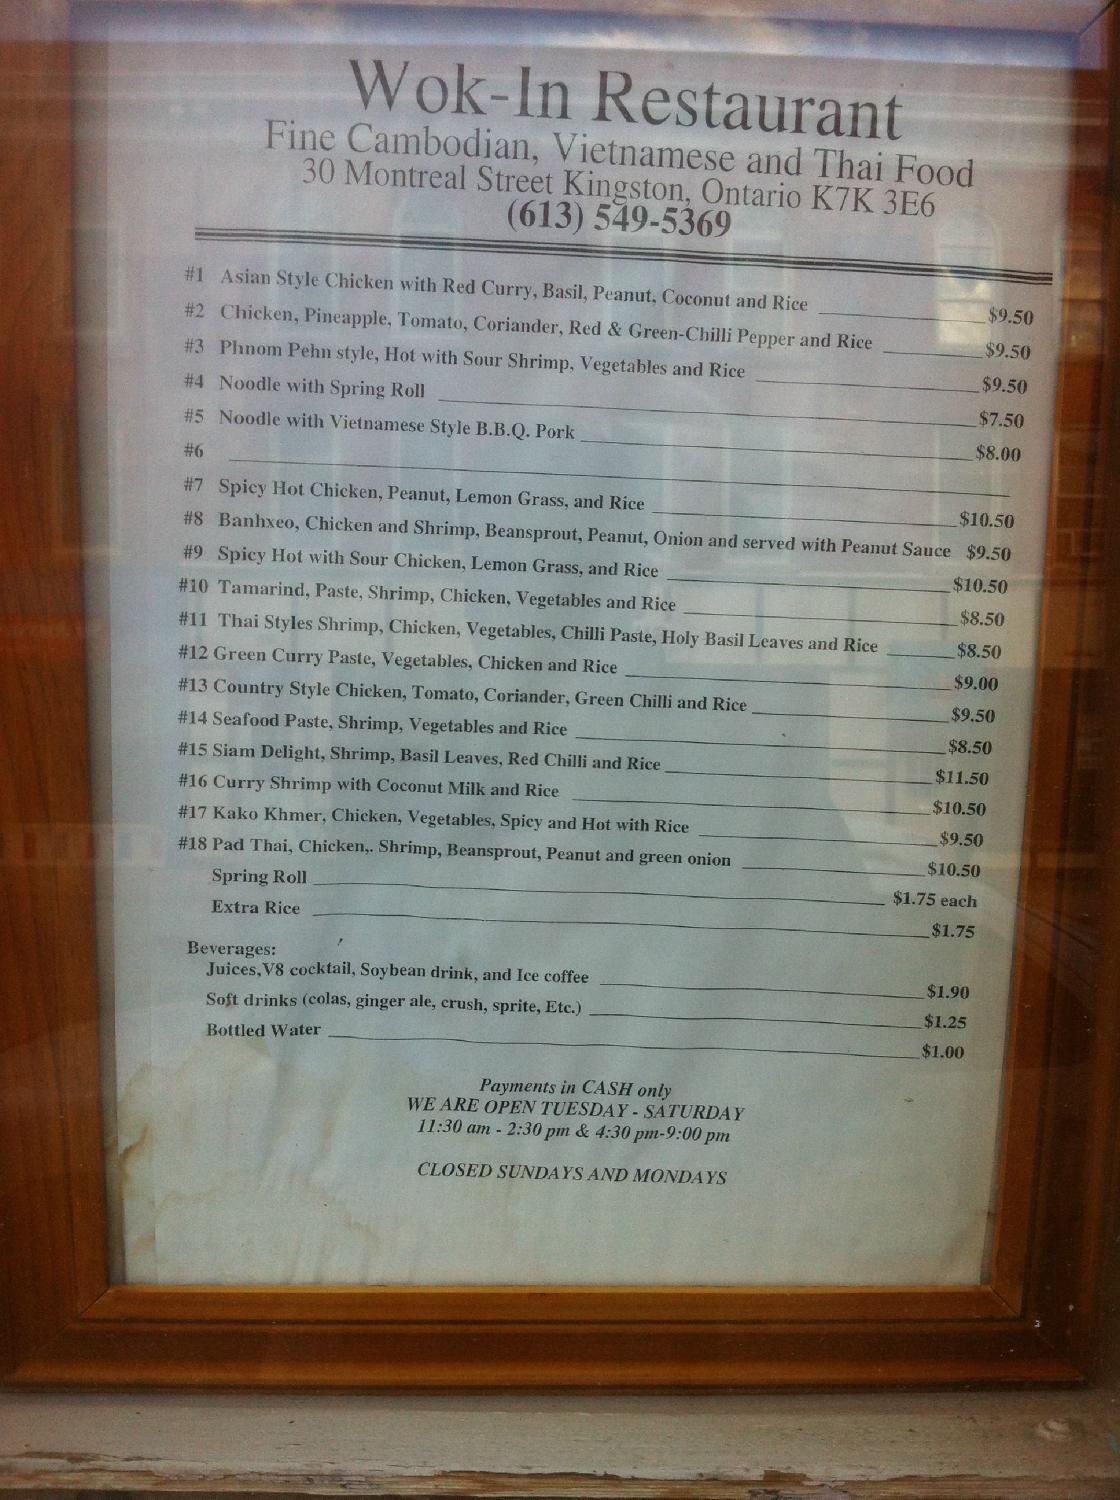 Wok-In Restaurant
Fine Cambodian, Vietnamese and Thai Food
30 Montreal Street Kingston, Ontario K7K 3E6
(613) 549-5369
#1 Asian Style Chicken with Red Curry, Basil, Peanut, Coconut and Rice $9.50
#2 Chicken, Pineapple, Tomato, Coriander, Red & Green-Chilli Pepper and Rice $9.50
#3 Phnom Pehn style, Hot with Sour Shrimp, Vegetables and Rice $9.50
#4 Noodle with Spring Roll $7.50
#5 Noodle with Vietnamese Style B.B.Q. Pork $8.00
#6
#7 Spicy Hot Chicken, Peanut, Lemon Grass, and Rice $10.50
#8 Banhxeo, Chicken and Shrimp, Beansprout, Peanut, Onion and served with Peanut Sauce $9.50
#9 Spicy Hot with Sour Chicken, Lemon Grass, and Rice $10.50
#10 Tamarind, Paste, Shrimp, Chicken, Vegetables and Rice $8.50
#11 Thai Styles Shrimp, Chicken, Vegetables, Chilli Paste, Holy Basil Leaves and Rice $8.50
#12 Green Curry Paste, Vegetables, Chicken and Rice $9.00
#13 Country Style Chicken, Tomato, Coriander, Green Chilli and Rice $9.50
#14 Seafood Paste, Shrimp, Vegetables and Rice $8.50
#15 Siam Delight, Shrimp, Basil Leaves, Red Chilli and Rice $11.50
#16 Curry Shrimp with Coconut Milk and Rice $10.50
#17 Kako Khmer, Chicken, Vegetables, Spicy and Hot with Rice $9.50
#18 Pad Thai, Chicken,. Shrimp, Beansprout, Peanut and green onion $10.50
Spring Roll $1.75 each
Extra Rice $1.75
Beverages:
Juices,V8 cocktail, Soybean drink, and Ice coffee $1.90
Soft drinks (colas, ginger ale, crush, sprite, Etc.) $1.25
Bottled Water $1.00
Payments in CASH only
WE ARE OPEN TUESDAY - SATURDAY
11:30 am - 2:30 pm & 4:30 pm-9:00 pm
CLOSED SUNDAYS AND MONDAYS